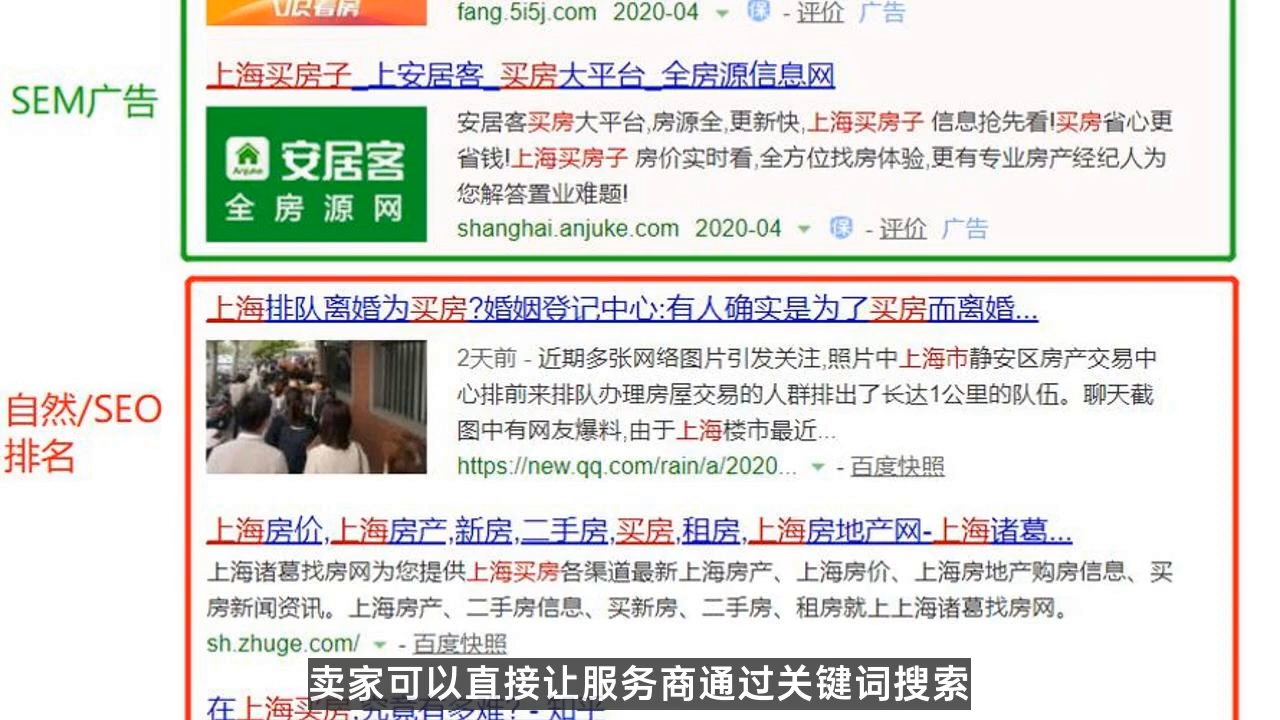 fang.5i5j.com 2020-04 保 - 评价 广告
SEM广告
上海买房子_上安居客_买房大平台_全房源信息网
安居客
全房源网
安居客买房大平台,房源全,更新快,上海买房子 信息抢先看!买房省心更
省钱!上海买房子 房价实时看,全方位找房体验,更有专业房产经纪人为
您解答置业难题!
shanghai.anjuke.com 2020-04 保 - 评价 广告
自然/SEO
排名
上海排队离婚为买房?婚姻登记中心:有人确实是为了买房而离婚...
2天前 - 近期多张网络图片引发关注,照片中上海市静安区房产交易中
心排前来排队办理房屋交易的人群排出了长达1公里的队伍。聊天截
图中有网友爆料,由于上海楼市最近...
https://new.qq.com/rain/a/2020... - 百度快照
上海房价,上海房产,新房,二手房,买房,租房,上海房地产网-上海诸葛...
上海诸葛找房网为您提供上海买房各渠道最新上海房产、上海房价、上海房地产购房信息、买
房新闻资讯。上海房产、二手房信息、买新房、二手房、租房就上上海诸葛找房网。
sh.zhuge.com/ - 百度快照
卖家可以直接让服务商通过关键词搜索
在上海买房,究竟有多难? - 知乎